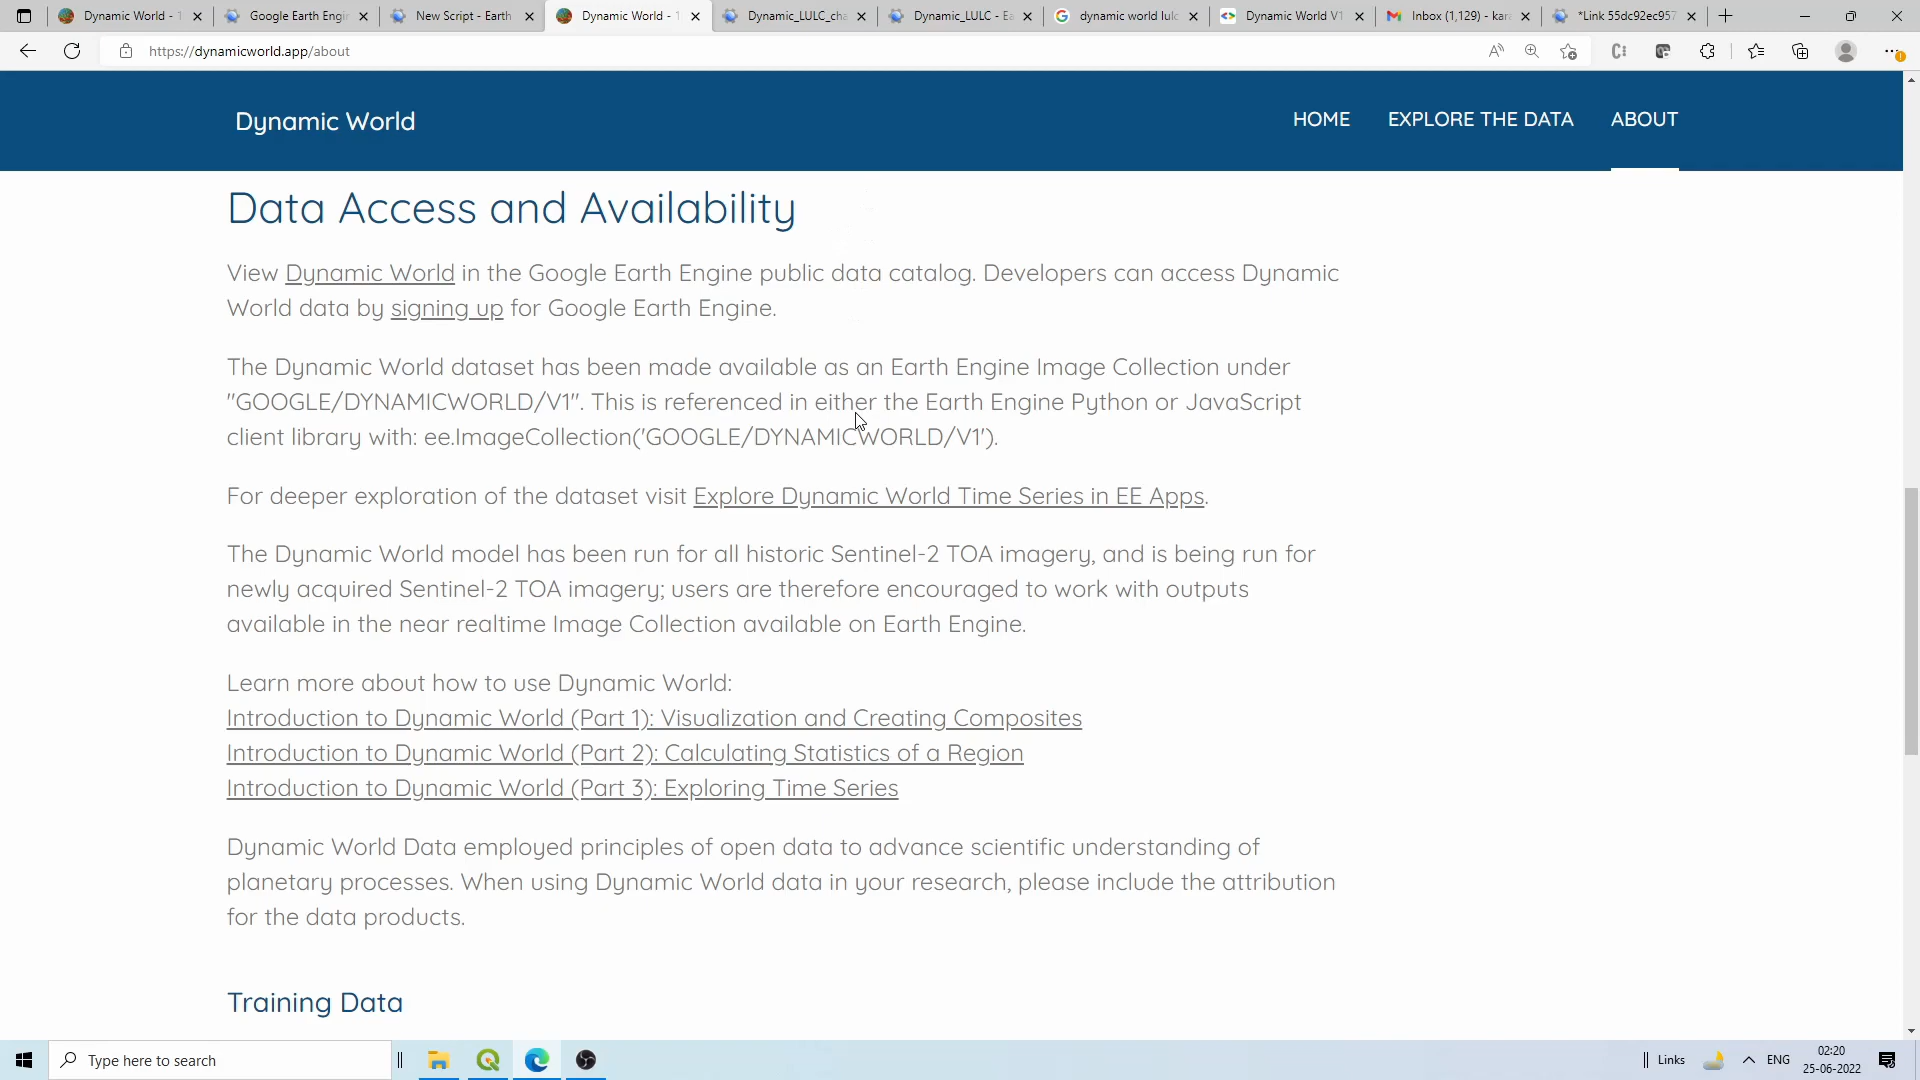 Dynamic World - 1
Google Earth Engin
New Script - Earth
Dynamic World - 1
Dynamic_LULC_cha
Dynamic_LULC - Ea
dynamic world lulc
Dynamic World V1
Inbox (1,129) - kara
*Link 55dc92ec957
https://dynamicworld.app/about
Dynamic World
HOME
EXPLORE THE DATA
ABOUT
Data Access and Availability
View Dynamic World in the Google Earth Engine public data catalog. Developers can access Dynamic
World data by signing up for Google Earth Engine.
The Dynamic World dataset has been made available as an Earth Engine Image Collection under
"GOOGLE/DYNAMICWORLD/V1". This is referenced in either the Earth Engine Python or JavaScript
client library with: ee.ImageCollection('GOOGLE/DYNAMICWORLD/V1').
For deeper exploration of the dataset visit Explore Dynamic World Time Series in EE Apps.
The Dynamic World model has been run for all historic Sentinel-2 TOA imagery, and is being run for
newly acquired Sentinel-2 TOA imagery; users are therefore encouraged to work with outputs
available in the near realtime Image Collection available on Earth Engine.
Learn more about how to use Dynamic World:
Introduction to Dynamic World (Part 1): Visualization and Creating Composites
Introduction to Dynamic World (Part 2): Calculating Statistics of a Region
Introduction to Dynamic World (Part 3): Exploring Time Series
Dynamic World Data employed principles of open data to advance scientific understanding of
planetary processes. When using Dynamic World data in your research, please include the attribution
for the data products.
Training Data
Type here to search
Links
ENG
02:20
25-06-2022